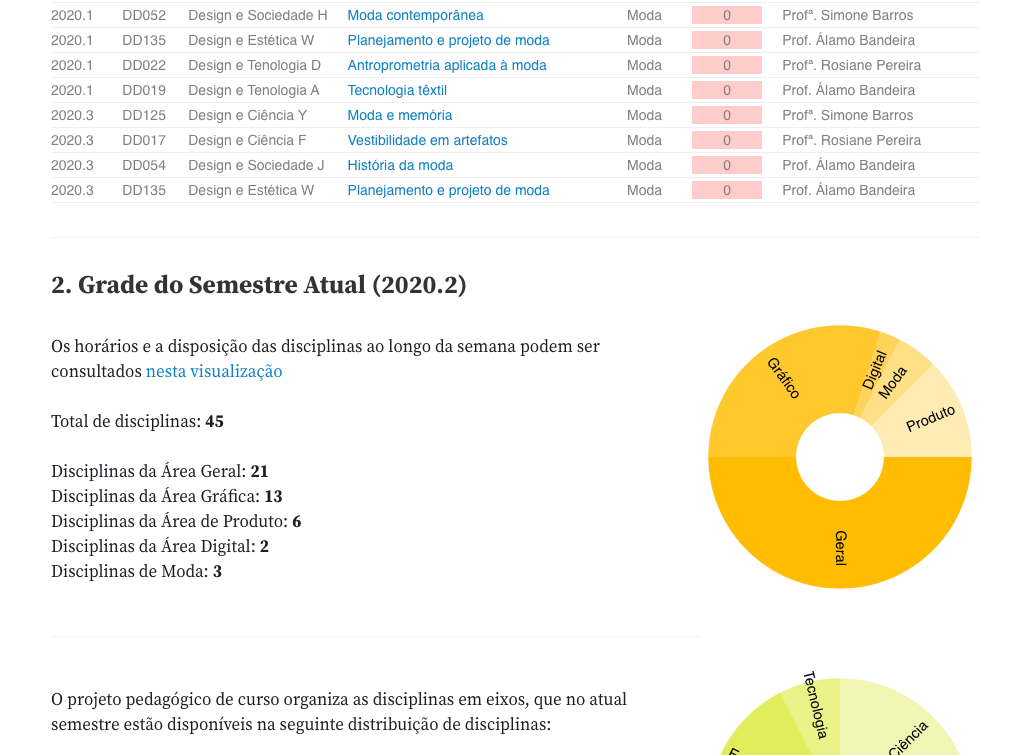 2020.1 DD052 Design e Sociedade H Moda contemporânea Moda 0 Profª. Simone Barros
2020.1 DD135 Design e Estética W Planejamento e projeto de moda Moda 0 Prof. Álamo Bandeira
2020.1 DD022 Design e Tenologia D Antroprometria aplicada à moda Moda 0 Profª. Rosiane Pereira
2020.1 DD019 Design e Tenologia A Tecnologia têxtil Moda 0 Prof. Álamo Bandeira
2020.3 DD125 Design e Ciência Y Moda e memória Moda 0 Profª. Simone Barros
2020.3 DD017 Design e Ciência F Vestibilidade em artefatos Moda 0 Profª. Rosiane Pereira
2020.3 DD054 Design e Sociedade J História da moda Moda 0 Prof. Álamo Bandeira
2020.3 DD135 Design e Estética W Planejamento e projeto de moda Moda 0 Prof. Álamo Bandeira
2. Grade do Semestre Atual (2020.2)
Os horários e a disposição das disciplinas ao longo da semana podem ser
consultados nesta visualização
Total de disciplinas: 45
Disciplinas da Área Geral: 21
Disciplinas da Área Gráfica: 13
Disciplinas da Área de Produto: 6
Disciplinas da Área Digital: 2
Disciplinas de Moda: 3
Gráfico
Digital
Moda
Produto
Geral
O projeto pedagógico de curso organiza as disciplinas em eixos, que no atual
semestre estão disponíveis na seguinte distribuição de disciplinas:
Tecnologia
Ciência